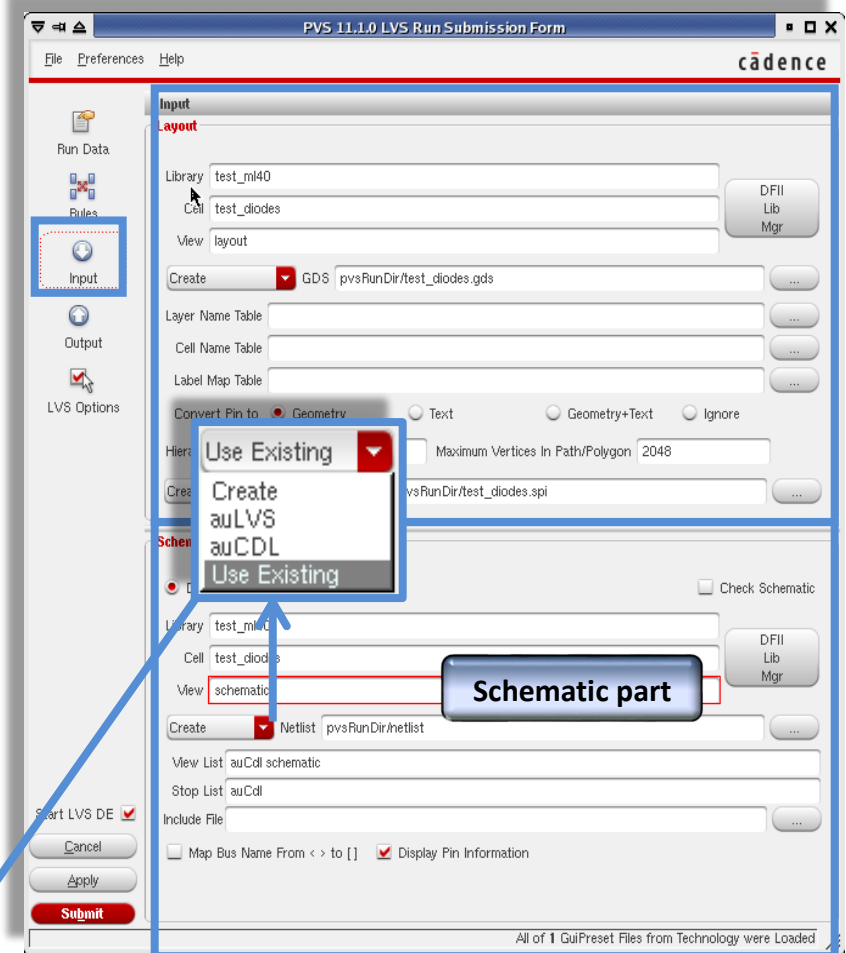 PVS 11.1.0 LVS Run Submission Form
File Preferences Help
cādence
Input
Layout
Run Data
Library test_ml40
DFII
Rules
Cell test_diodes
Lib
Mgr
View layout
Input
Create GDS pvsRunDir/test_diodes.gds ...
Layer Name Table ...
Output
Cell Name Table ...
Label Map Table ...
LVS Options
Convert Pin to Geometry Text Geometry+Text Ignore
Maximum Vertices In Path/Polygon 2048
Use Existing
Create
auLVS
auCDL
Use Existing
vsRunDir/test_diodes.spi ...
Check Schematic
Library
DFII
Cell
Lib
Mgr
View schematic
Schematic part
Create Netlist pvsRunDir/netlist ...
View List auCdl schematic
Stop List auCdl
Start LVS DE
Include File ...
Cancel
Map Bus Name From < > to [] Display Pin Information
Apply
Submit
All of 1 GuiPreset Files from Technology were Loaded